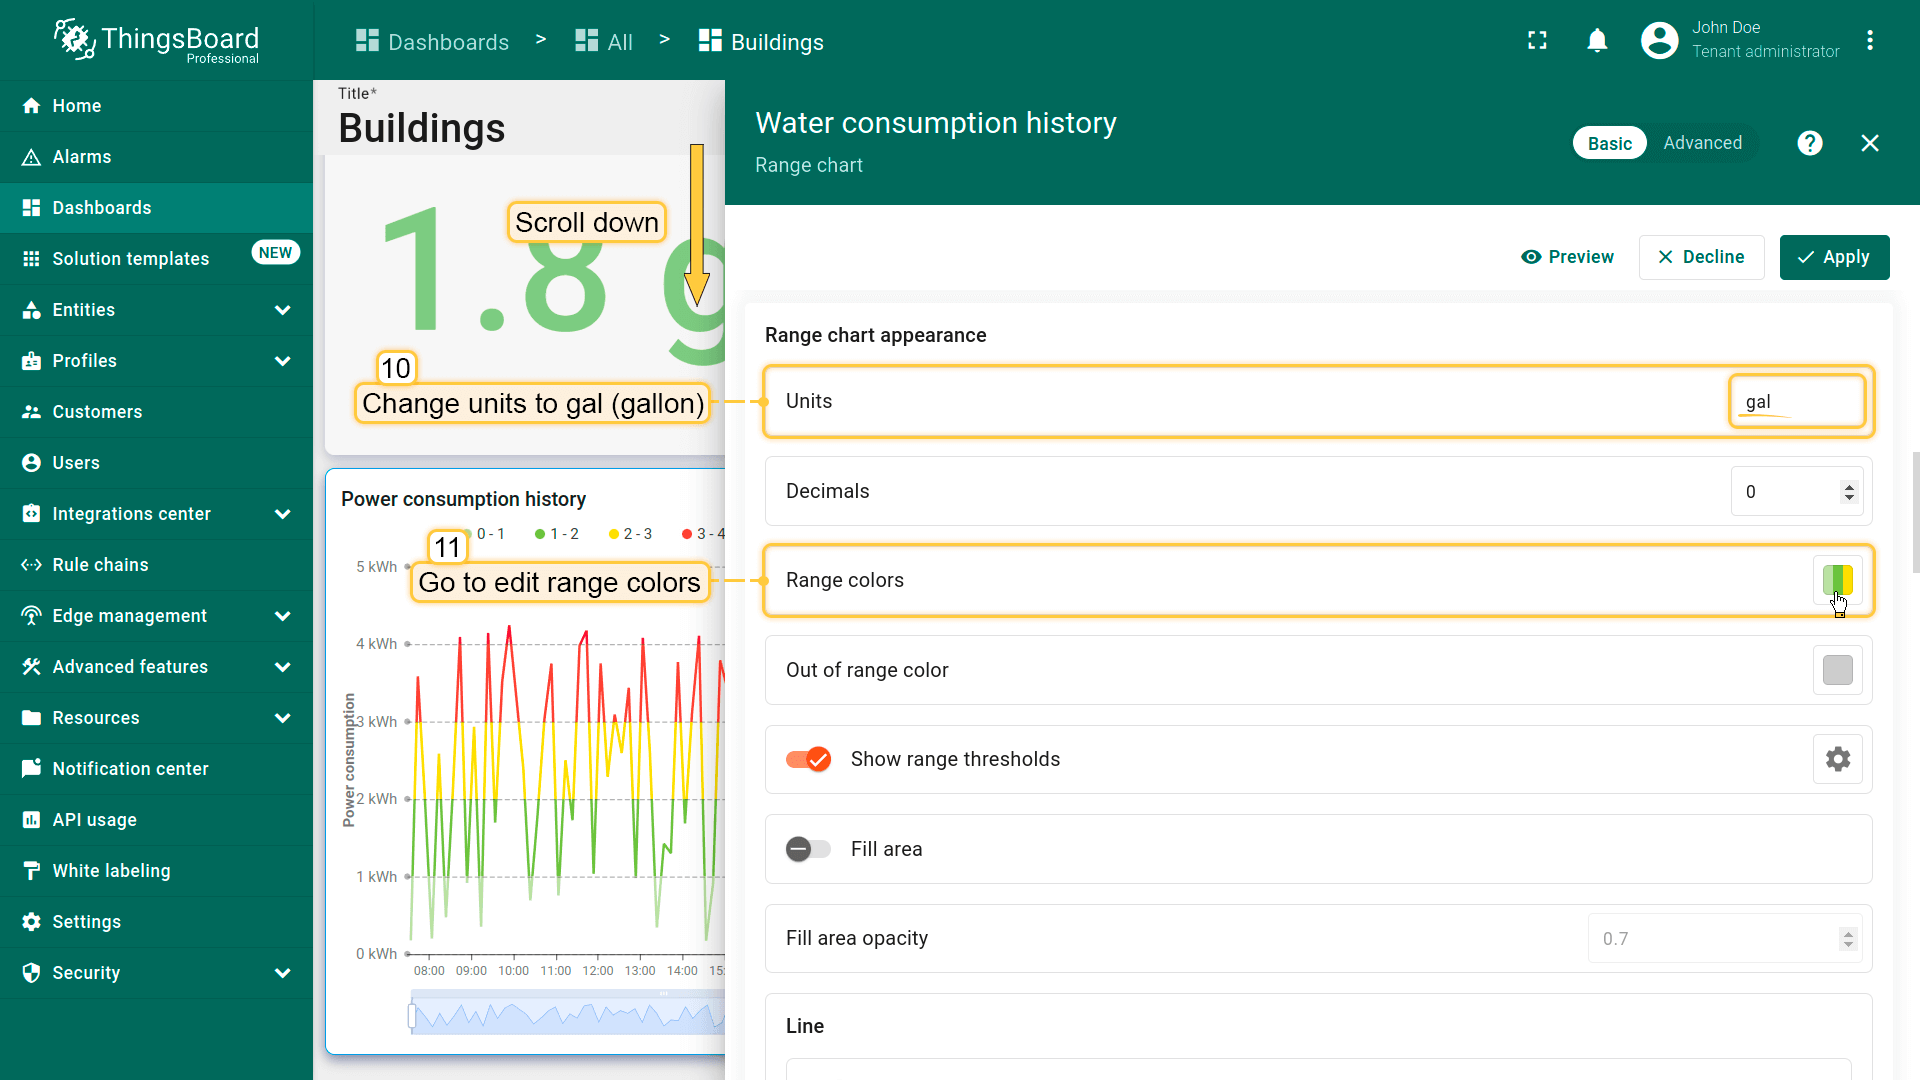 ThingsBoard
Professional
Dashboards > All > Buildings
John Doe
Tenant administrator
Home
Alarms
Dashboards
Solution templates
NEW
Entities
Profiles
Customers
Users
Integrations center
Rule chains
Edge management
Advanced features
Resources
Notification center
API usage
White labeling
Settings
Security
Title*
Buildings
Scroll down
1.8 g
10
Change units to gal (gallon)
Power consumption history
0 - 1
1 - 2
2 - 3
3 - 4
11
Go to edit range colors
Power consumption
5 kWh
4 kWh
3 kWh
2 kWh
1 kWh
0 kWh
08:00 09:00 10:00 11:00 12:00 13:00 14:00 15:
Water consumption history
Range chart
Basic
Advanced
Preview
Decline
Apply
Range chart appearance
Units
gal
Decimals
0
Range colors
Out of range color
Show range thresholds
Fill area
Fill area opacity
0.7
Line